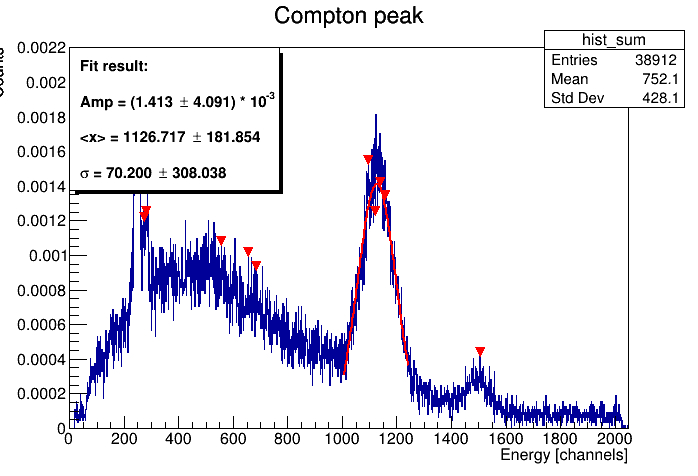 Compton peak
hist_sum
Entries 38912
Mean 752.1
Std Dev 428.1
Fit result:
Amp = (1.413 ± 4.091) * 10⁻³
<x> = 1126.717 ± 181.854
σ = 70.200 ± 308.038
0.0022
0.002
0.0018
0.0016
0.0014
0.0012
0.001
0.0008
0.0006
0.0004
0.0002
0
0 200 400 600 800 1000 1200 1400 1600 1800 2000
Energy [channels]